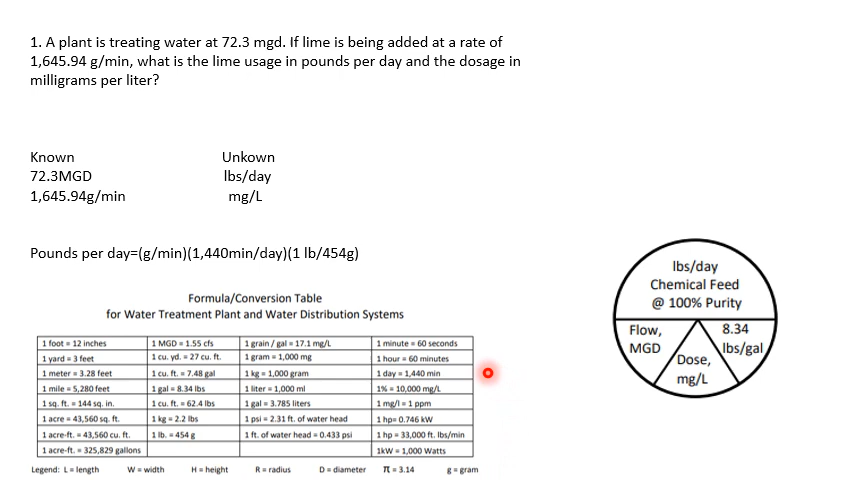 1. A plant is treating water at 72.3 mgd. If lime is being added at a rate of
1,645.94 g/min, what is the lime usage in pounds per day and the dosage in
milligrams per liter?
Known Unkown
72.3MGD lbs/day
1,645.94g/min mg/L
Pounds per day=(g/min)(1,440min/day)(1 lb/454g)
Formula/Conversion Table
for Water Treatment Plant and Water Distribution Systems
1 foot = 12 inches 1 MGD = 1.55 cfs 1 grain / gal = 17.1 mg/L 1 minute = 60 seconds
1 yard = 3 feet 1 cu. yd. = 27 cu. ft. 1 gram = 1,000 mg 1 hour = 60 minutes
1 meter = 3.28 feet 1 cu. ft. = 7.48 gal 1 kg = 1,000 gram 1 day = 1,440 min
1 mile = 5,280 feet 1 gal = 8.34 lbs 1 liter = 1,000 ml 1% = 10,000 mg/L
1 sq. ft. = 144 sq. in. 1 cu. ft. = 62.4 lbs 1 gal = 3.785 liters 1 mg/l = 1 ppm
1 acre = 43,560 sq. ft. 1 kg = 2.2 lbs 1 psi = 2.31 ft. of water head 1 hp= 0.746 kW
1 acre-ft. = 43,560 cu. ft. 1 lb. = 454 g 1 ft. of water head = 0.433 psi 1 hp = 33,000 ft. lbs/min
1 acre-ft. = 325,829 gallons 1kW = 1,000 Watts
Legend: L = length W = width H = height R = radius D = diameter π = 3.14 g = gram
lbs/day
Chemical Feed
@ 100% Purity
Flow,
MGD
Dose,
mg/L
8.34
lbs/gal